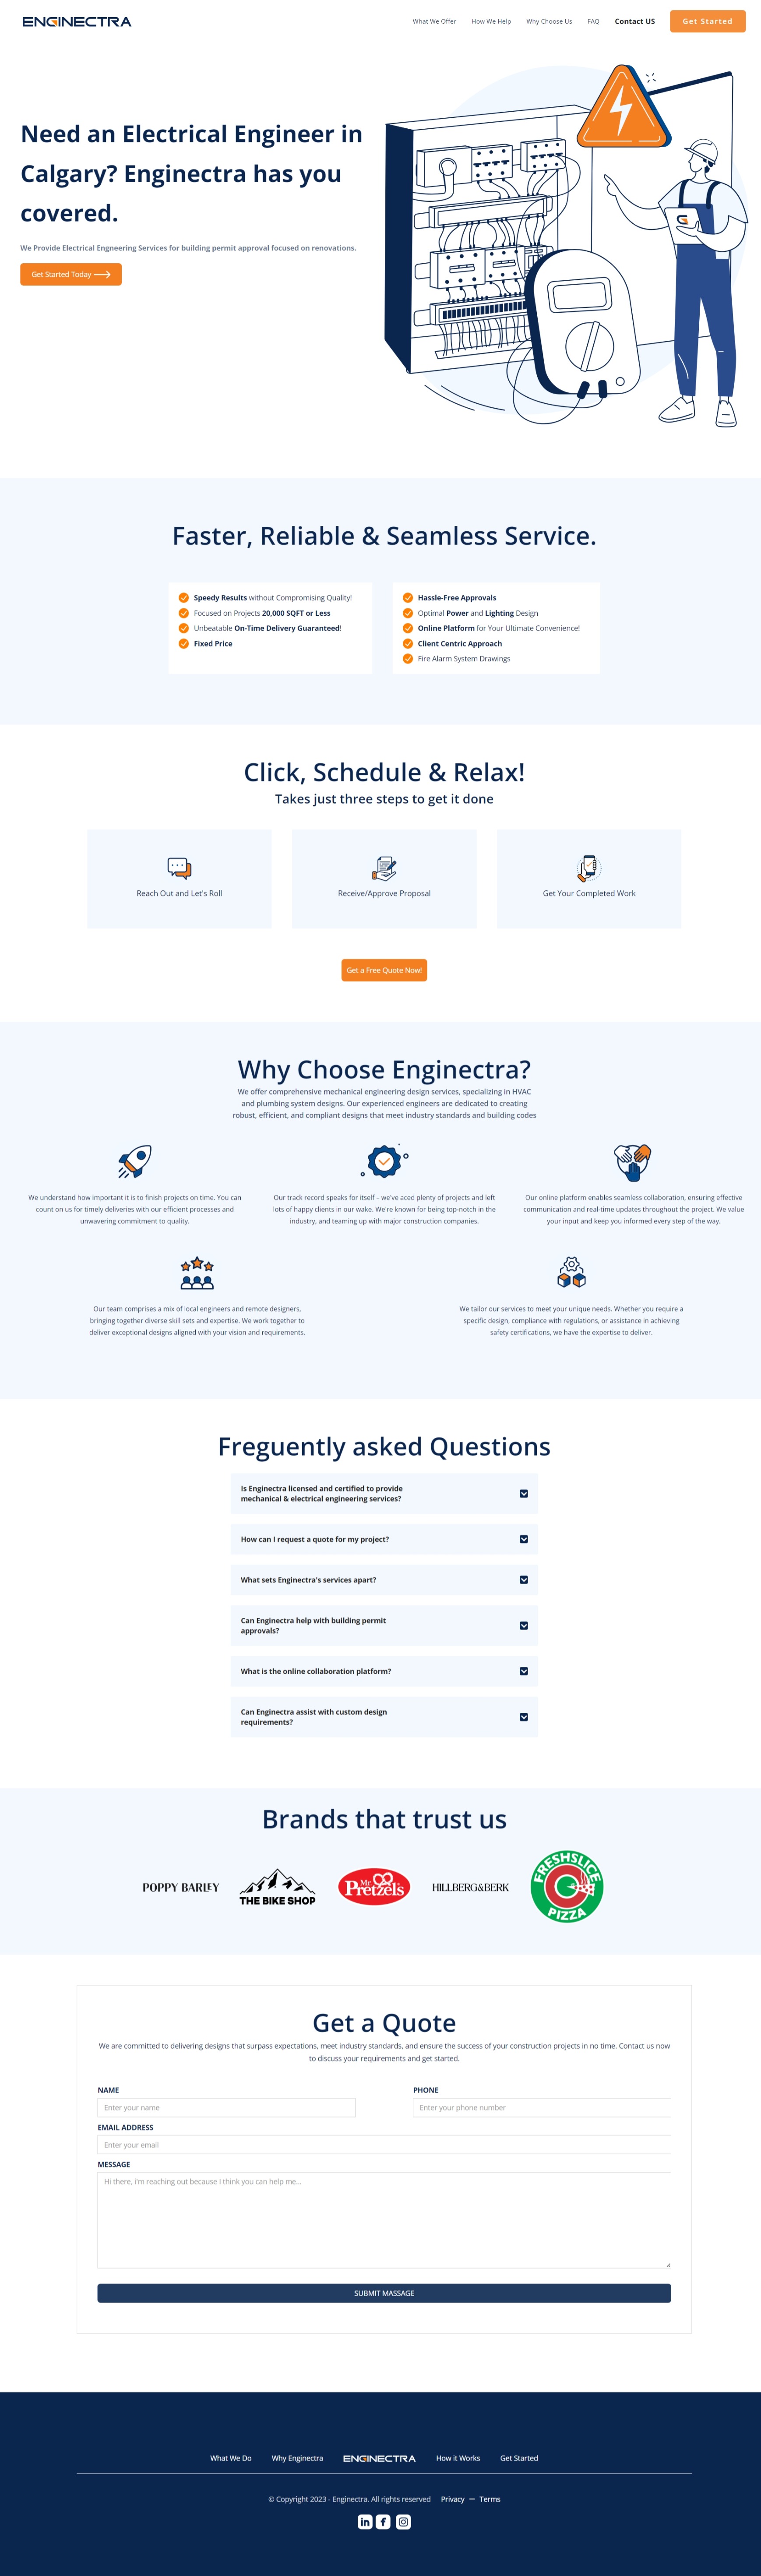 ENGINECTRA
What We Offer
How We Help
Why Choose Us
FAQ
Contact US
Get Started
Need an Electrical Engineer in
Calgary? Enginectra has you
covered.
We Provide Electrical Engneering Services for building permit approval focused on renovations.
Get Started Today
Faster, Reliable & Seamless Service.
Speedy Results without Compromising Quality!
Focused on Projects 20,000 SQFT or Less
Unbeatable On-Time Delivery Guaranteed!
Fixed Price
Hassle-Free Approvals
Optimal Power and Lighting Design
Online Platform for Your Ultimate Convenience!
Client Centric Approach
Fire Alarm System Drawings
Click, Schedule & Relax!
Takes just three steps to get it done
Reach Out and Let's Roll
Receive/Approve Proposal
Get Your Completed Work
Get a Free Quote Now!
Why Choose Enginectra?
We offer comprehensive mechanical engineering design services, specializing in HVAC
and plumbing system designs. Our experienced engineers are dedicated to creating
robust, efficient, and compliant designs that meet industry standards and building codes
We understand how important it is to finish projects on time. You can
count on us for timely deliveries with our efficient processes and
unwavering commitment to quality.
Our track record speaks for itself – we've aced plenty of projects and left
lots of happy clients in our wake. We're known for being top-notch in the
industry, and teaming up with major construction companies.
Our online platform enables seamless collaboration, ensuring effective
communication and real-time updates throughout the project. We value
your input and keep you informed every step of the way.
Our team comprises a mix of local engineers and remote designers,
bringing together diverse skill sets and expertise. We work together to
deliver exceptional designs aligned with your vision and requirements.
We tailor our services to meet your unique needs. Whether you require a
specific design, compliance with regulations, or assistance in achieving
safety certifications, we have the expertise to deliver.
Freguently asked Questions
Is Enginectra licensed and certified to provide
mechanical & electrical engineering services?
How can I request a quote for my project?
What sets Enginectra's services apart?
Can Enginectra help with building permit
approvals?
What is the online collaboration platform?
Can Enginectra assist with custom design
requirements?
Brands that trust us
POPPY BARLEY
THE BIKE SHOP
Mr.
Pretzels
HILLBERG&BERK
FRESHSLICE
PIZZA
Get a Quote
We are committed to delivering designs that surpass expectations, meet industry standards, and ensure the success of your construction projects in no time. Contact us now
to discuss your requirements and get started.
NAME
PHONE
Enter your name
Enter your phone number
EMAIL ADDRESS
Enter your email
MESSAGE
Hi there, i'm reaching out because I think you can help me...
SUBMIT MASSAGE
What We Do
Why Enginectra
ENGINECTRA
How it Works
Get Started
© Copyright 2023 - Enginectra. All rights reserved
Privacy — Terms